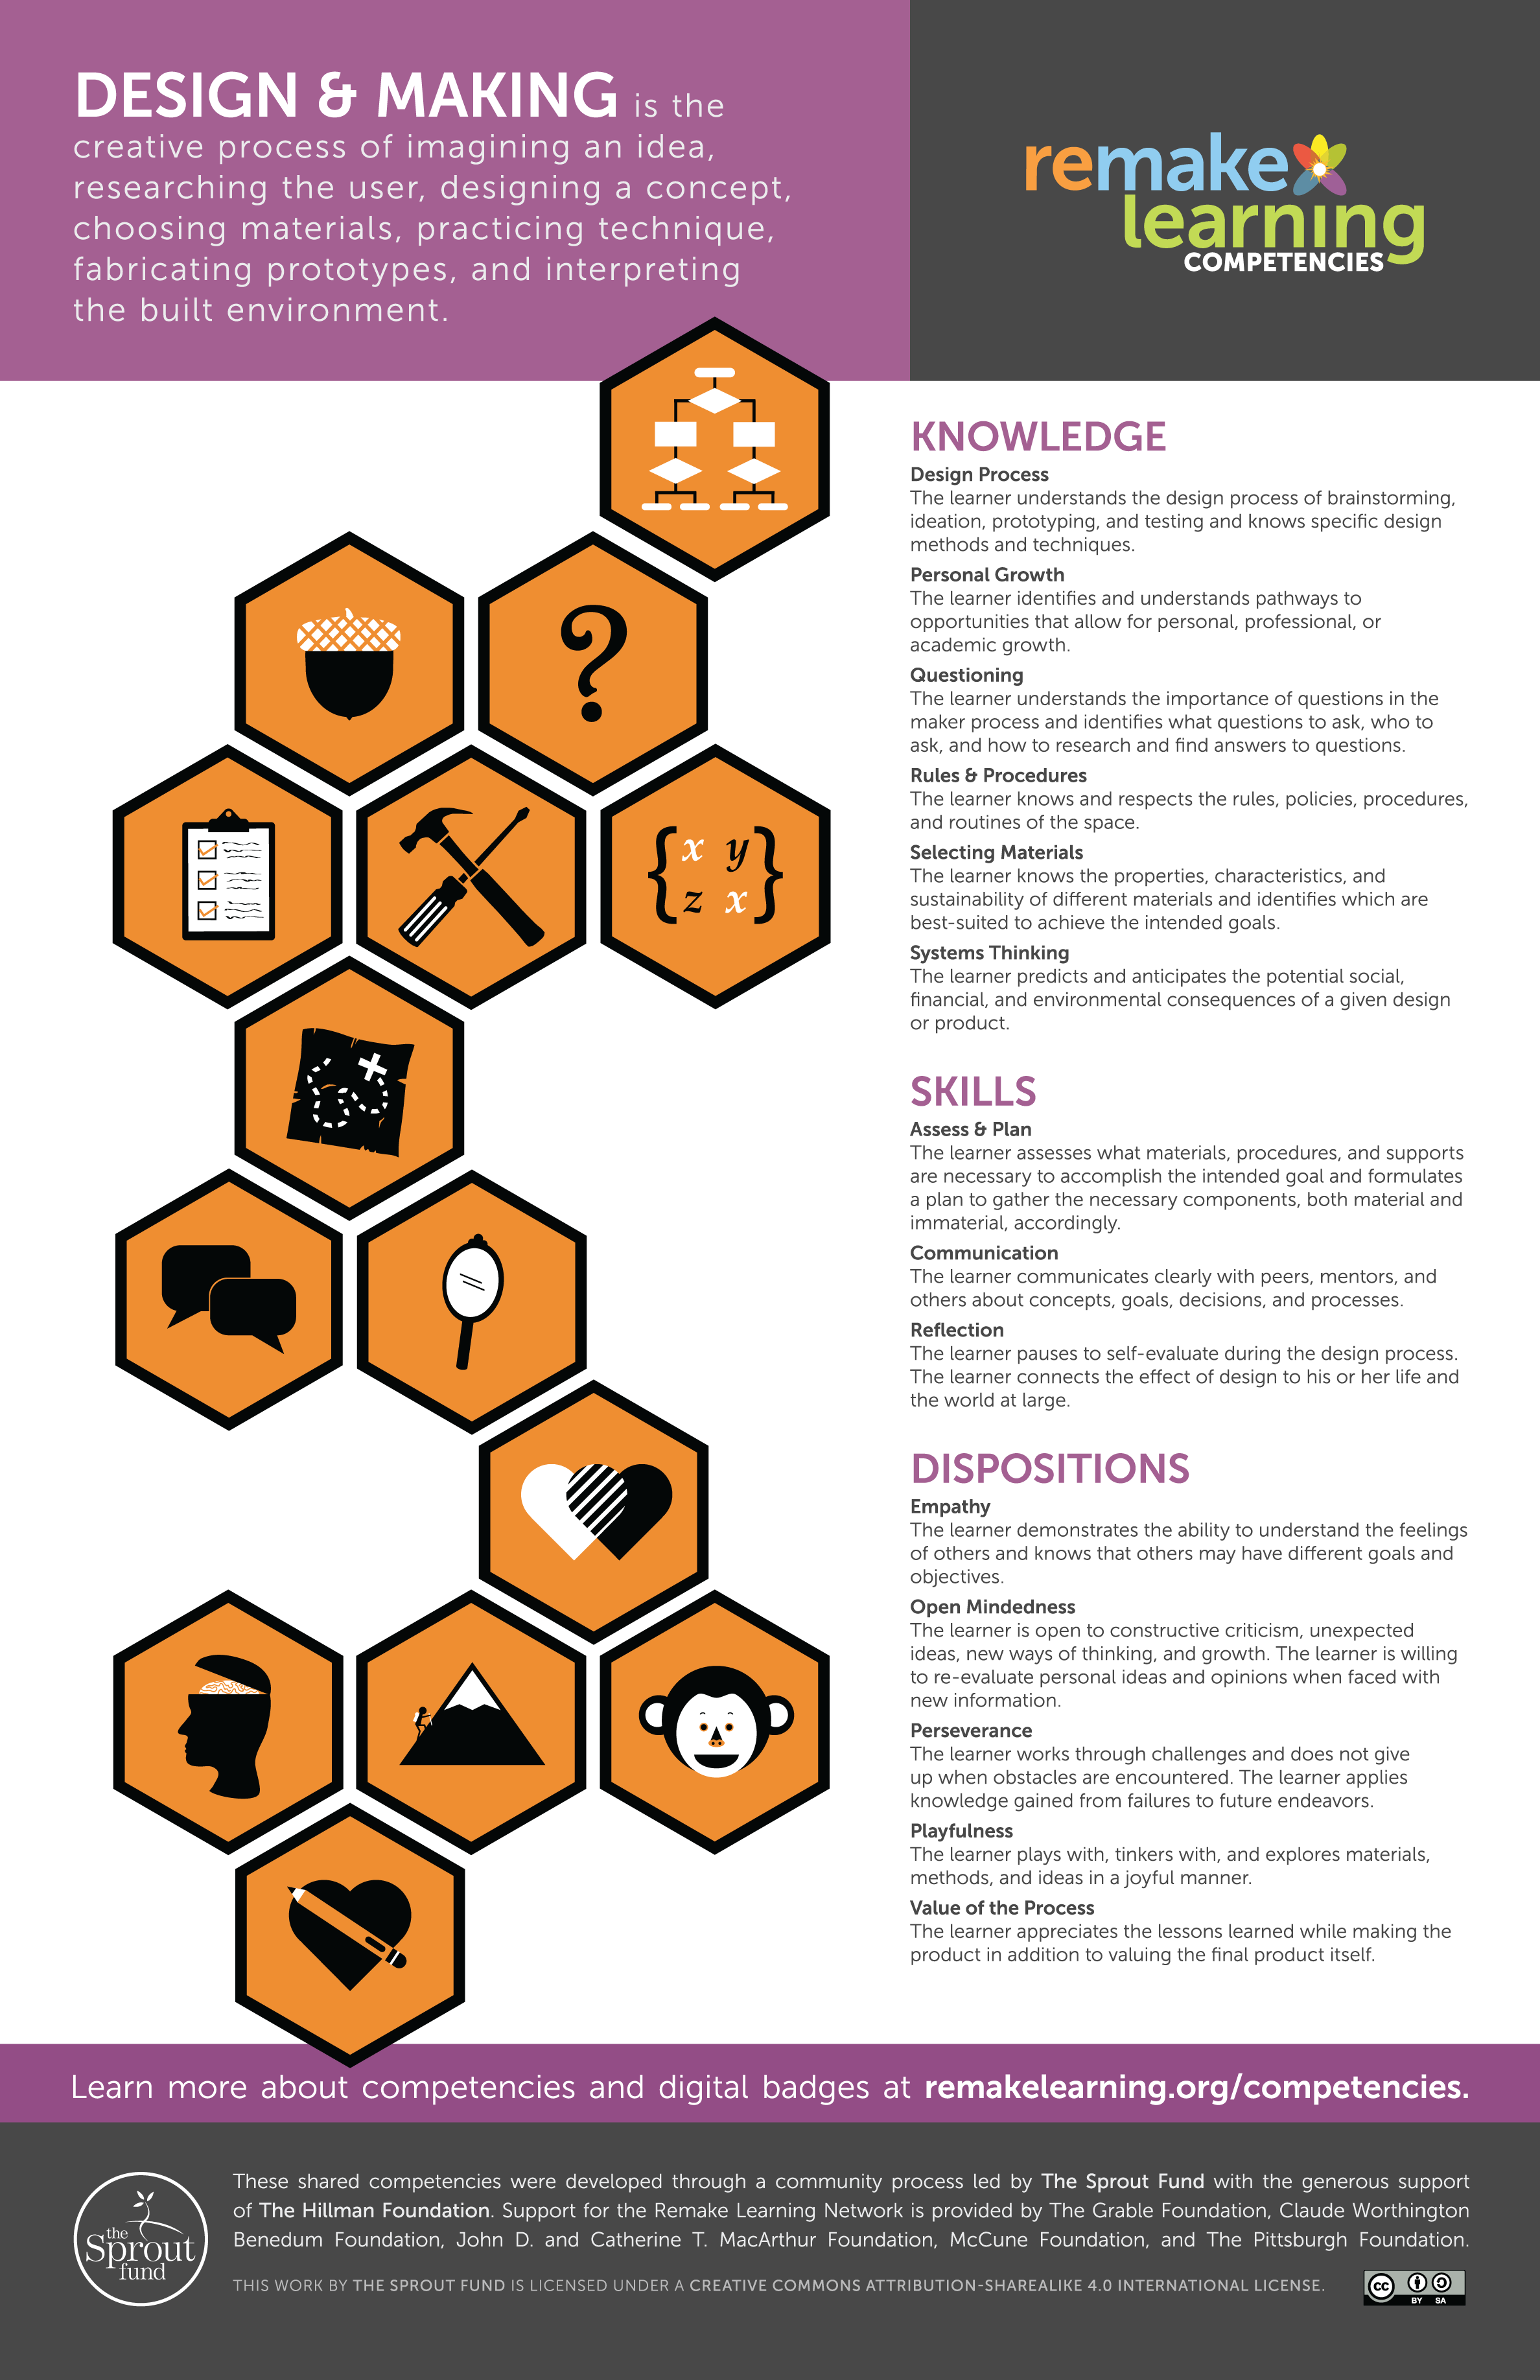 DESIGN & MAKING is the
creative process of imagining an idea,
researching the user, designing a concept,
choosing materials, practicing technique,
fabricating prototypes, and interpreting
the built environment.
remake
learning
COMPETENCIES
?
{ x y
z x }
KNOWLEDGE
Design Process
The learner understands the design process of brainstorming,
ideation, prototyping, and testing and knows specific design
methods and techniques.
Personal Growth
The learner identifies and understands pathways to
opportunities that allow for personal, professional, or
academic growth.
Questioning
The learner understands the importance of questions in the
maker process and identifies what questions to ask, who to
ask, and how to research and find answers to questions.
Rules & Procedures
The learner knows and respects the rules, policies, procedures,
and routines of the space.
Selecting Materials
The learner knows the properties, characteristics, and
sustainability of different materials and identifies which are
best-suited to achieve the intended goals.
Systems Thinking
The learner predicts and anticipates the potential social,
financial, and environmental consequences of a given design
or product.
SKILLS
Assess & Plan
The learner assesses what materials, procedures, and supports
are necessary to accomplish the intended goal and formulates
a plan to gather the necessary components, both material and
immaterial, accordingly.
Communication
The learner communicates clearly with peers, mentors, and
others about concepts, goals, decisions, and processes.
Reflection
The learner pauses to self-evaluate during the design process.
The learner connects the effect of design to his or her life and
the world at large.
DISPOSITIONS
Empathy
The learner demonstrates the ability to understand the feelings
of others and knows that others may have different goals and
objectives.
Open Mindedness
The learner is open to constructive criticism, unexpected
ideas, new ways of thinking, and growth. The learner is willing
to re-evaluate personal ideas and opinions when faced with
new information.
Perseverance
The learner works through challenges and does not give
up when obstacles are encountered. The learner applies
knowledge gained from failures to future endeavors.
Playfulness
The learner plays with, tinkers with, and explores materials,
methods, and ideas in a joyful manner.
Value of the Process
The learner appreciates the lessons learned while making the
product in addition to valuing the final product itself.
Learn more about competencies and digital badges at remakelearning.org/competencies.
the
Sprout
fund
These shared competencies were developed through a community process led by The Sprout Fund with the generous support
of The Hillman Foundation. Support for the Remake Learning Network is provided by The Grable Foundation, Claude Worthington
Benedum Foundation, John D. and Catherine T. MacArthur Foundation, McCune Foundation, and The Pittsburgh Foundation.
THIS WORK BY THE SPROUT FUND IS LICENSED UNDER A CREATIVE COMMONS ATTRIBUTION-SHAREALIKE 4.0 INTERNATIONAL LICENSE.
cc
BY SA